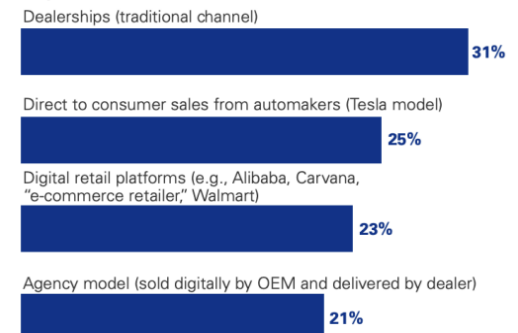 Dealerships (traditional channel)
31%
Direct to consumer sales from automakers (Tesla model)
25%
Digital retail platforms (e.g., Alibaba, Carvana,
“e-commerce retailer,” Walmart)
23%
Agency model (sold digitally by OEM and delivered by dealer)
21%